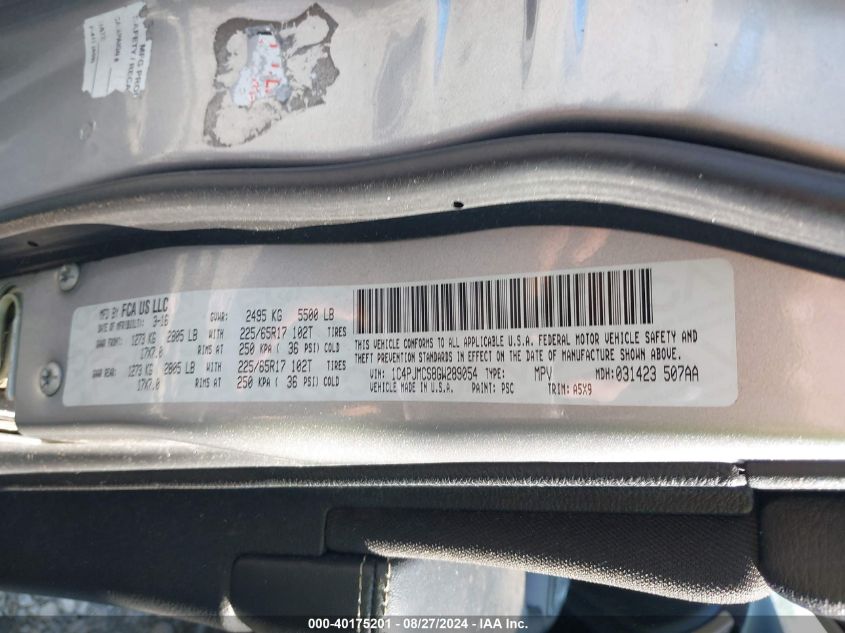 MFG PROP
SAFETY / RECA
MFD BY FCA US LLC GVWR: 2495 KG 5500 LB
DATE OF MFR(BUILT): 3-16
GAWR FRONT: 1273 KG 2805 LB WITH 225/65R17 102T TIRES
17X7.0 RIMS AT 250 KPA ( 36 PSI) COLD
GAWR REAR: 1273 KG 2805 LB WITH 225/65R17 102T TIRES
17X7.0 RIMS AT 250 KPA ( 36 PSI) COLD
THIS VEHICLE CONFORMS TO ALL APPLICABLE U.S.A. FEDERAL MOTOR VEHICLE SAFETY AND
THEFT PREVENTION STANDARDS IN EFFECT ON THE DATE OF MANUFACTURE SHOWN ABOVE.
VIN: 1C4PJMCS8GW289054 TYPE: MPV MDH: 031423 507AA
VEHICLE MADE IN U.S.A. PAINT: PSC TRIM: A5X9
000-40175201 - 08/27/2024 - IAA Inc.